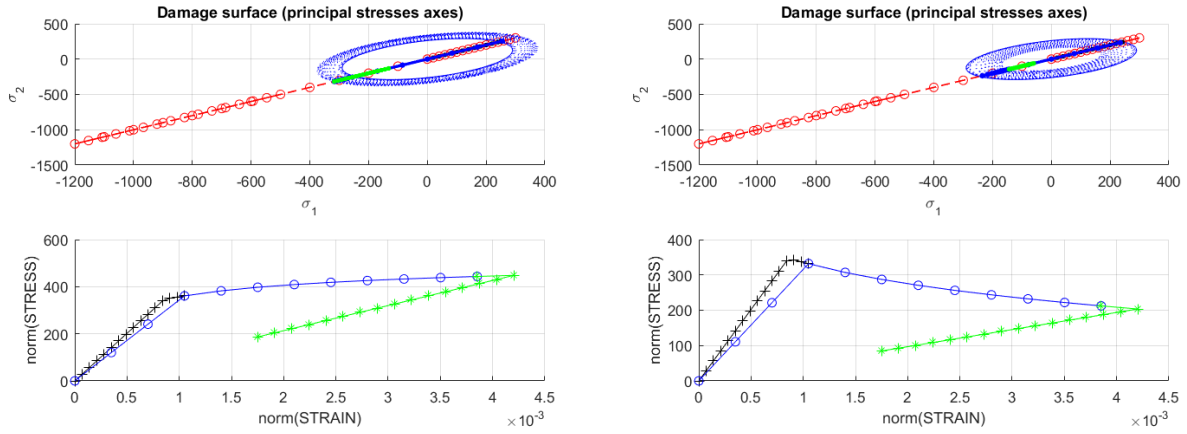 Damage surface (principal stresses axes)
500
0
-500
-1000
-1500
σ2
-1200 -1000 -800 -600 -400 -200 0 200 400
σ1
600
400
200
0
norm(STRESS)
0 0.5 1 1.5 2 2.5 3 3.5 4 4.5
norm(STRAIN)
×10-3
Damage surface (principal stresses axes)
500
0
-500
-1000
-1500
σ2
-1200 -1000 -800 -600 -400 -200 0 200 400
σ1
400
300
200
100
0
norm(STRESS)
0 0.5 1 1.5 2 2.5 3 3.5 4 4.5
norm(STRAIN)
×10-3